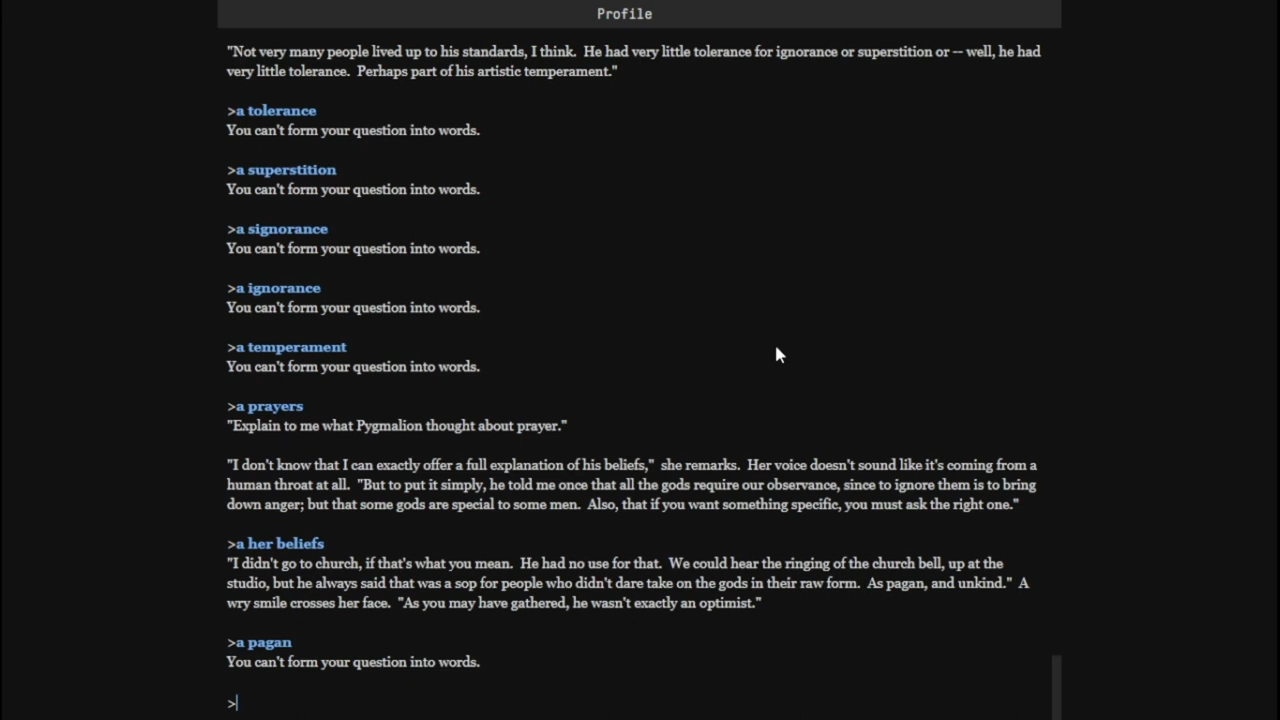 Profile
"Not very many people lived up to his standards, I think.  He had very little tolerance for ignorance or superstition or -- well, he had
very little tolerance.  Perhaps part of his artistic temperament."
>a tolerance
You can't form your question into words.
>a superstition
You can't form your question into words.
>a signorance
You can't form your question into words.
>a ignorance
You can't form your question into words.
>a temperament
You can't form your question into words.
>a prayers
"Explain to me what Pygmalion thought about prayer."
"I don't know that I can exactly offer a full explanation of his beliefs,"  she remarks.  Her voice doesn't sound like it's coming from a
human throat at all.  "But to put it simply, he told me once that all the gods require our observance, since to ignore them is to bring
down anger; but that some gods are special to some men.  Also, that if you want something specific, you must ask the right one."
>a her beliefs
"I didn't go to church, if that's what you mean.  He had no use for that.  We could hear the ringing of the church bell, up at the
studio, but he always said that was a sop for people who didn't dare take on the gods in their raw form.  As pagan, and unkind."  A
wry smile crosses her face.  "As you may have gathered, he wasn't exactly an optimist."
>a pagan
You can't form your question into words.
>